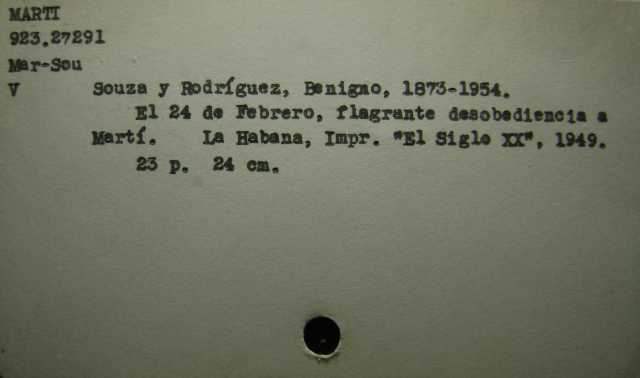 MARTI
923.27291
Mar-Sou
V Souza y Rodríguez, Benigno, 1873-1954.
El 24 de Febrero, flagrante desobediencia a
Martí. La Habana, Impr. "El Siglo XX", 1949.
23 p. 24 cm.